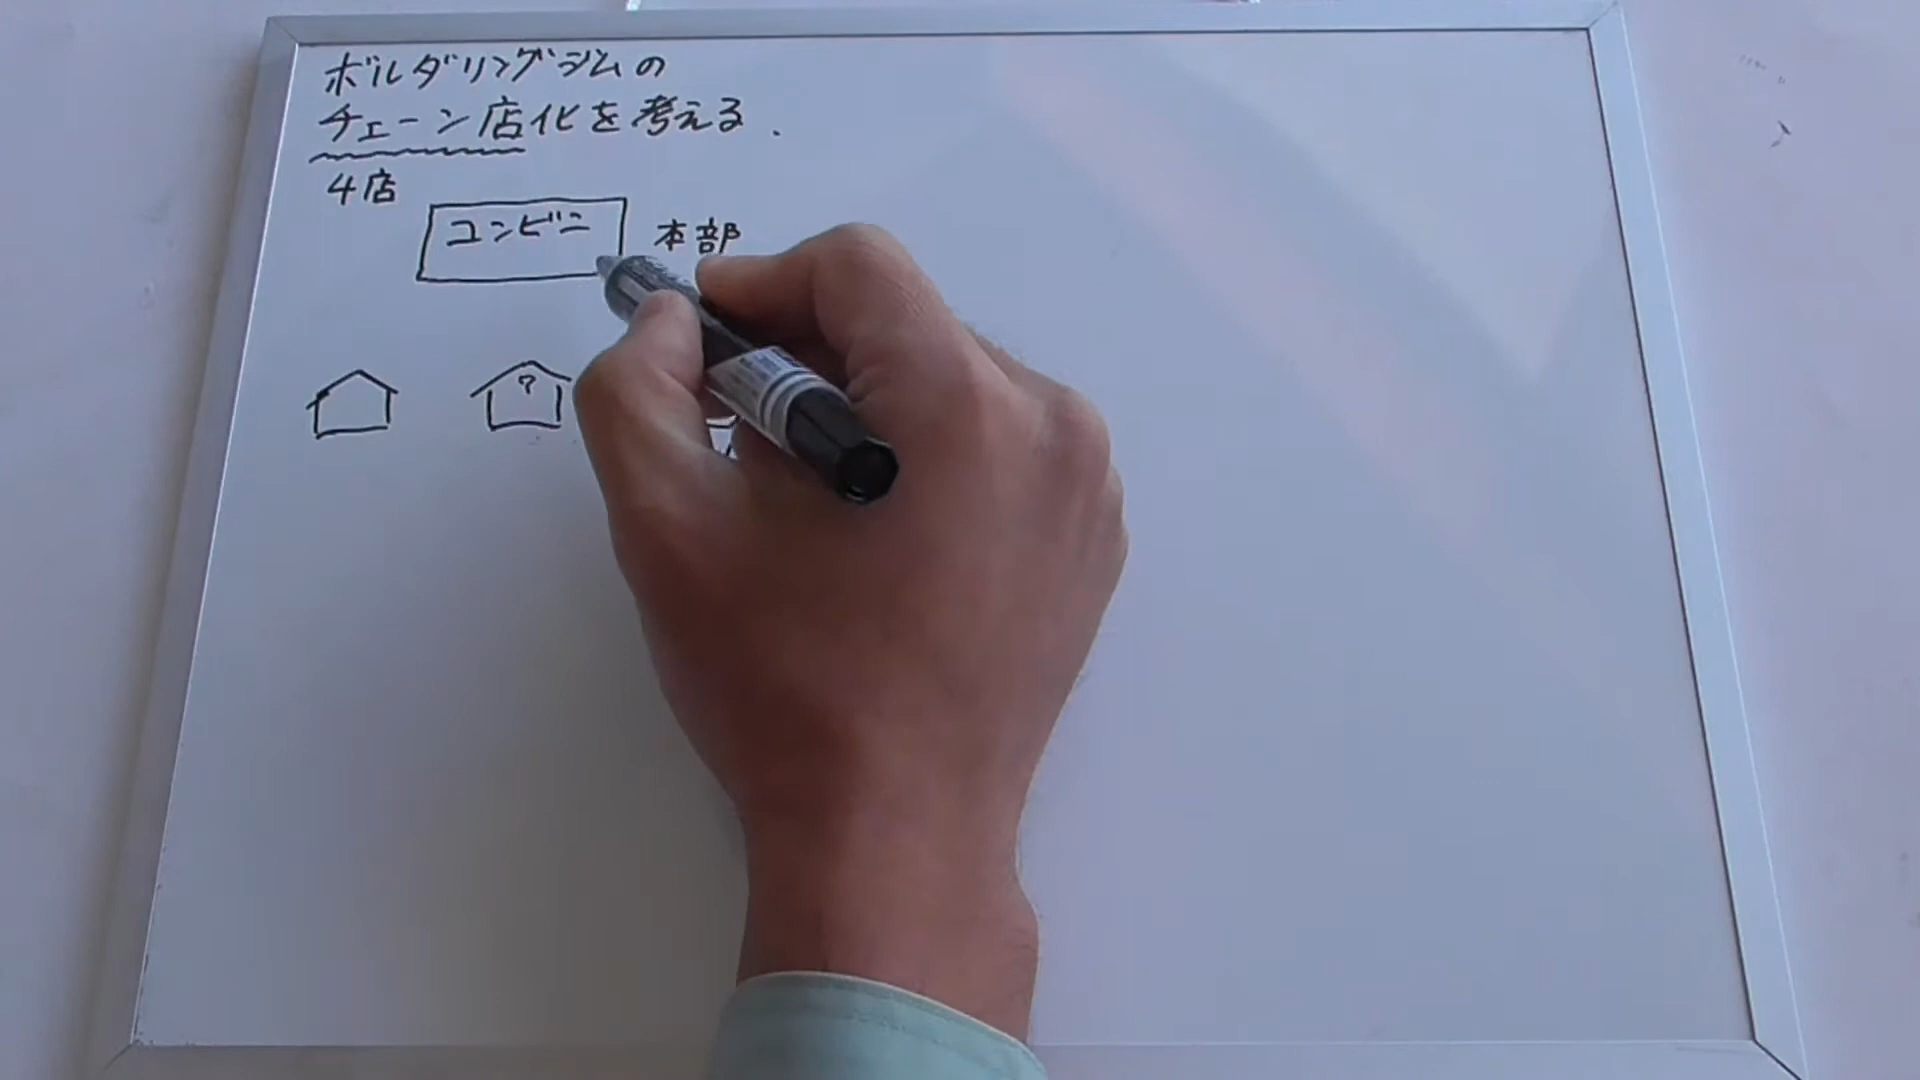 ボルダリングジムの
チェーン店化を考える.
4店
コンビニ 本部
?